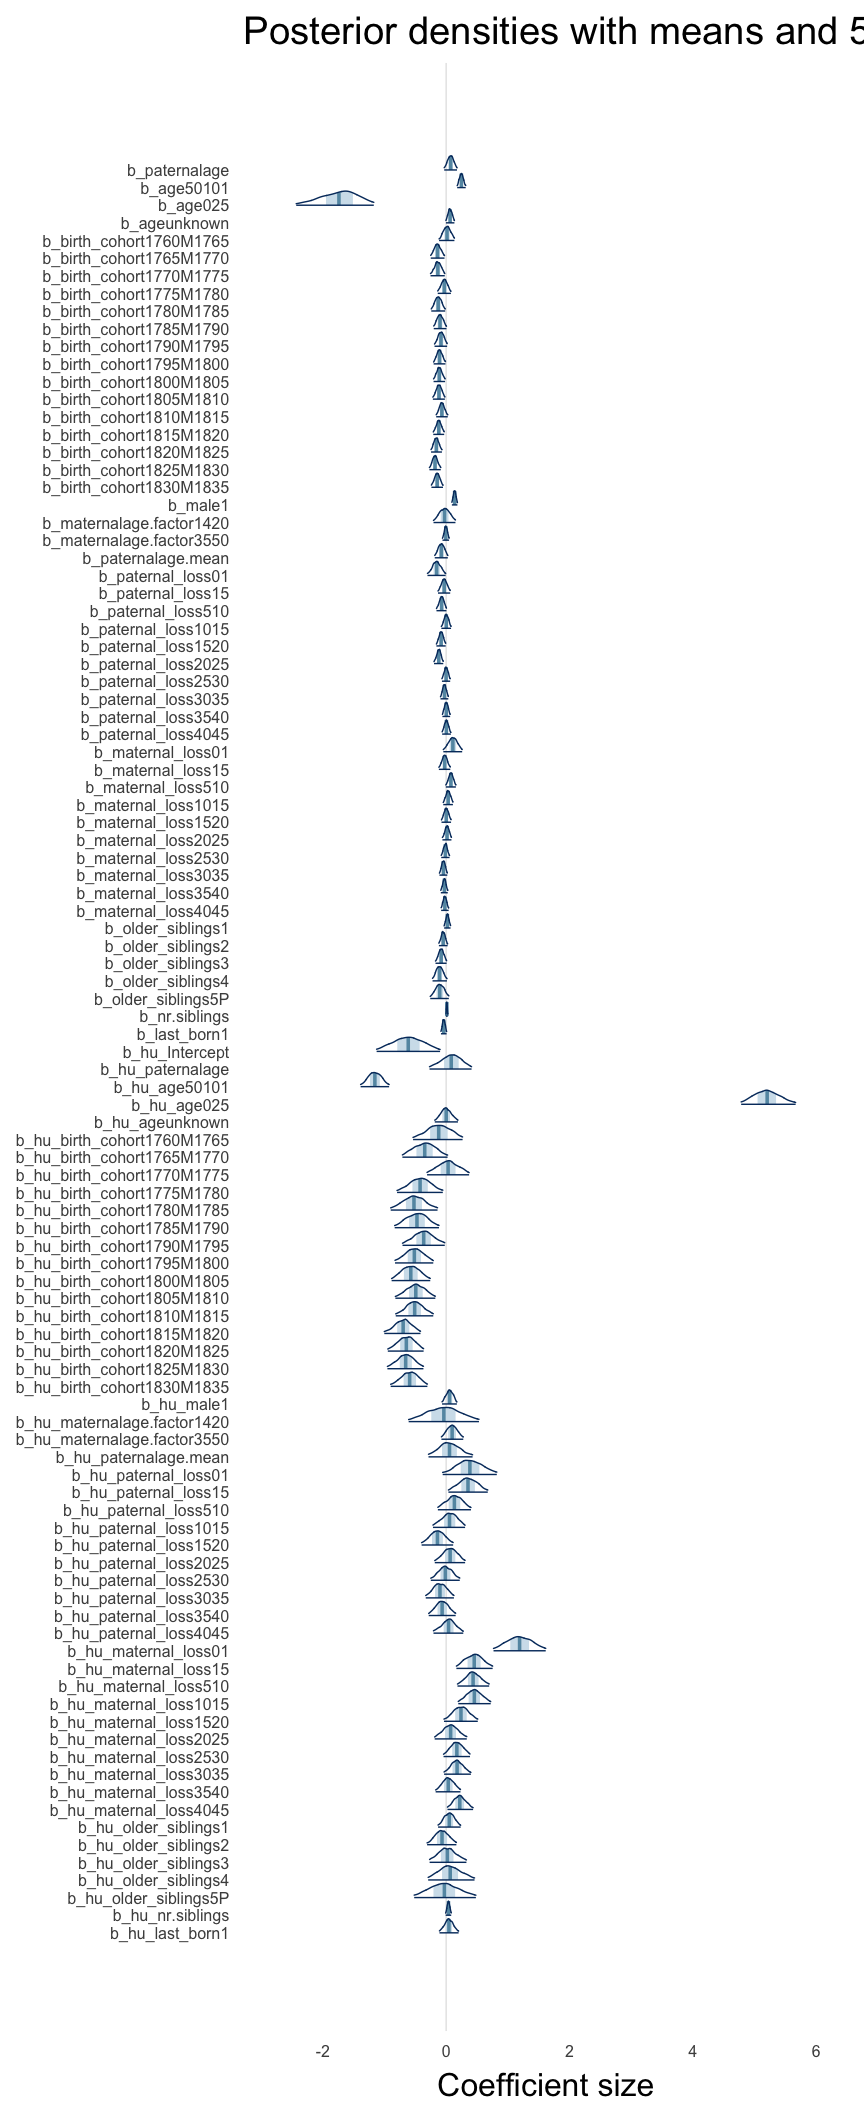 Posterior densities with means and 5
b_paternalage
b_age50101
b_age025
b_ageunknown
b_birth_cohort1760M1765
b_birth_cohort1765M1770
b_birth_cohort1770M1775
b_birth_cohort1775M1780
b_birth_cohort1780M1785
b_birth_cohort1785M1790
b_birth_cohort1790M1795
b_birth_cohort1795M1800
b_birth_cohort1800M1805
b_birth_cohort1805M1810
b_birth_cohort1810M1815
b_birth_cohort1815M1820
b_birth_cohort1820M1825
b_birth_cohort1825M1830
b_birth_cohort1830M1835
b_male1
b_maternalage.factor1420
b_maternalage.factor3550
b_paternalage.mean
b_paternal_loss01
b_paternal_loss15
b_paternal_loss510
b_paternal_loss1015
b_paternal_loss1520
b_paternal_loss2025
b_paternal_loss2530
b_paternal_loss3035
b_paternal_loss3540
b_paternal_loss4045
b_maternal_loss01
b_maternal_loss15
b_maternal_loss510
b_maternal_loss1015
b_maternal_loss1520
b_maternal_loss2025
b_maternal_loss2530
b_maternal_loss3035
b_maternal_loss3540
b_maternal_loss4045
b_older_siblings1
b_older_siblings2
b_older_siblings3
b_older_siblings4
b_older_siblings5P
b_nr.siblings
b_last_born1
b_hu_Intercept
b_hu_paternalage
b_hu_age50101
b_hu_age025
b_hu_ageunknown
b_hu_birth_cohort1760M1765
b_hu_birth_cohort1765M1770
b_hu_birth_cohort1770M1775
b_hu_birth_cohort1775M1780
b_hu_birth_cohort1780M1785
b_hu_birth_cohort1785M1790
b_hu_birth_cohort1790M1795
b_hu_birth_cohort1795M1800
b_hu_birth_cohort1800M1805
b_hu_birth_cohort1805M1810
b_hu_birth_cohort1810M1815
b_hu_birth_cohort1815M1820
b_hu_birth_cohort1820M1825
b_hu_birth_cohort1825M1830
b_hu_birth_cohort1830M1835
b_hu_male1
b_hu_maternalage.factor1420
b_hu_maternalage.factor3550
b_hu_paternalage.mean
b_hu_paternal_loss01
b_hu_paternal_loss15
b_hu_paternal_loss510
b_hu_paternal_loss1015
b_hu_paternal_loss1520
b_hu_paternal_loss2025
b_hu_paternal_loss2530
b_hu_paternal_loss3035
b_hu_paternal_loss3540
b_hu_paternal_loss4045
b_hu_maternal_loss01
b_hu_maternal_loss15
b_hu_maternal_loss510
b_hu_maternal_loss1015
b_hu_maternal_loss1520
b_hu_maternal_loss2025
b_hu_maternal_loss2530
b_hu_maternal_loss3035
b_hu_maternal_loss3540
b_hu_maternal_loss4045
b_hu_older_siblings1
b_hu_older_siblings2
b_hu_older_siblings3
b_hu_older_siblings4
b_hu_older_siblings5P
b_hu_nr.siblings
b_hu_last_born1
-2 0 2 4 6
Coefficient size